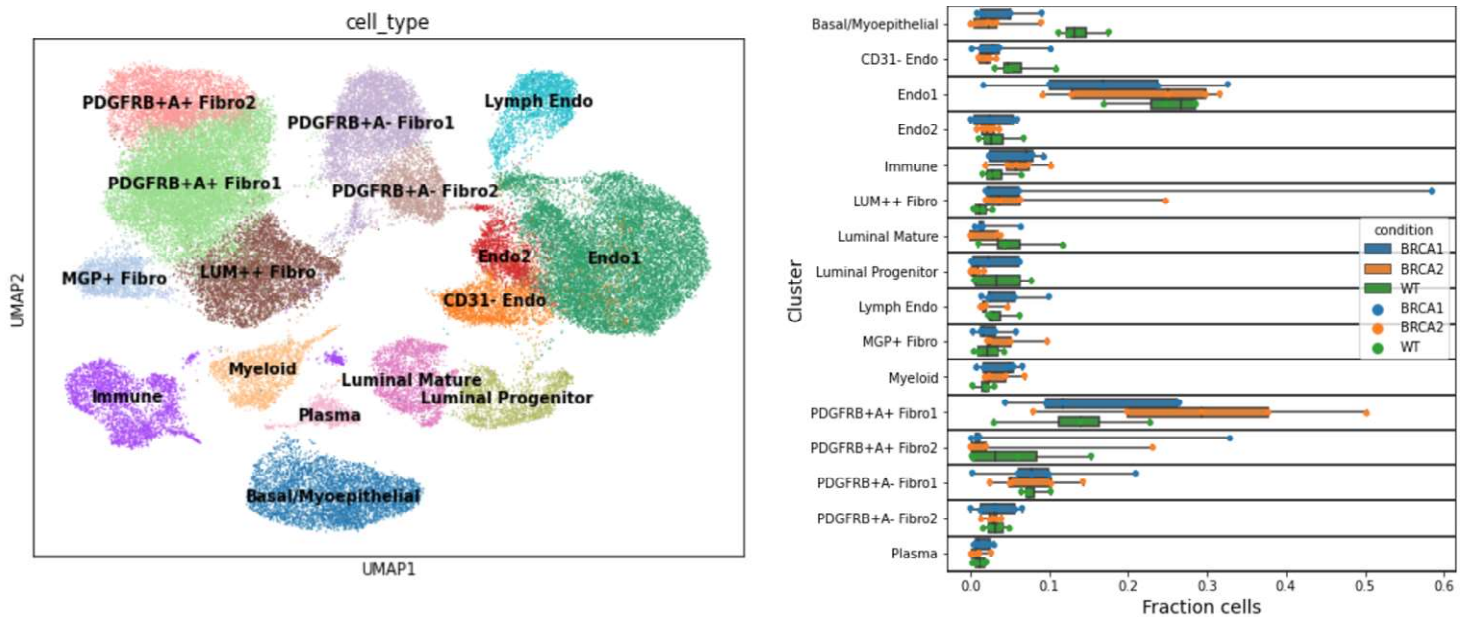 cell_type
PDGFRB+A+ Fibro2
PDGFRB+A- Fibro1
Lymph Endo
PDGFRB+A+ Fibro1
PDGFRB+A- Fibro2
MGP+ Fibro
LUM++ Fibro
Endo2
Endo1
CD31- Endo
Myeloid
Immune
Luminal Mature
Luminal Progenitor
Plasma
Basal/Myoepithelial
UMAP2
UMAP1
Basal/Myoepithelial
CD31- Endo
Endo1
Endo2
Immune
LUM++ Fibro
Luminal Mature
Luminal Progenitor
Lymph Endo
MGP+ Fibro
Myeloid
PDGFRB+A+ Fibro1
PDGFRB+A+ Fibro2
PDGFRB+A- Fibro1
PDGFRB+A- Fibro2
Plasma
Cluster
condition
BRCA1
BRCA2
WT
BRCA1
BRCA2
WT
0.0 0.1 0.2 0.3 0.4 0.5 0.6
Fraction cells